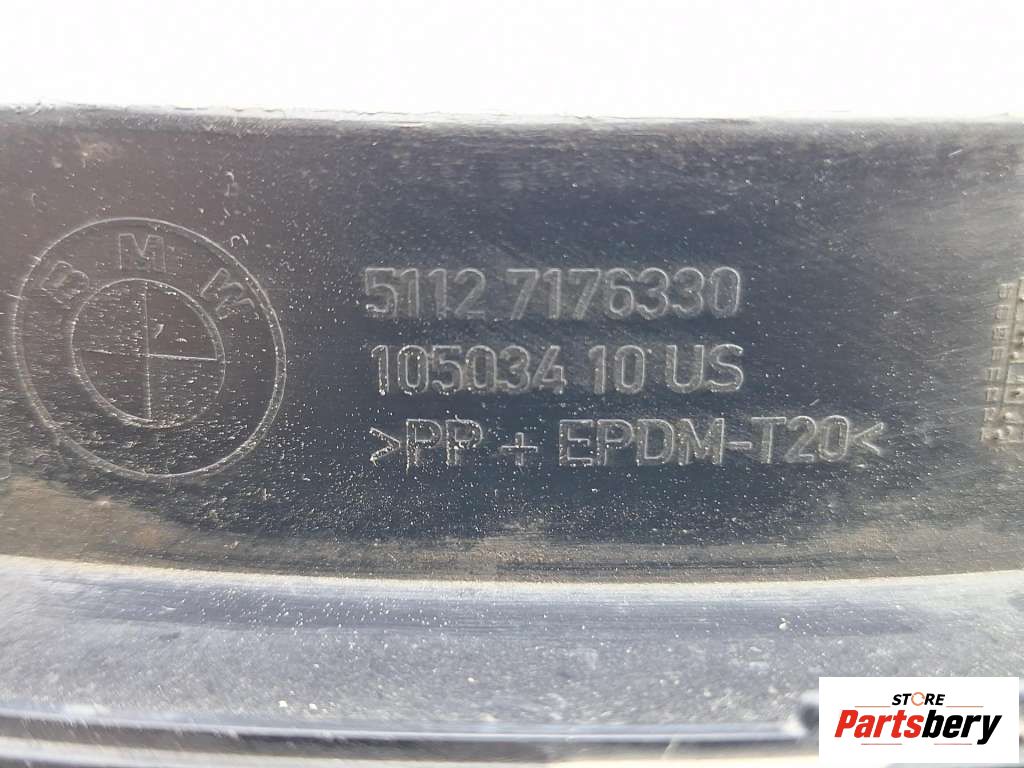 BMW
5112 7176330
105034 10 US
>PP + EPDM-T20<
STORE
Partsbery